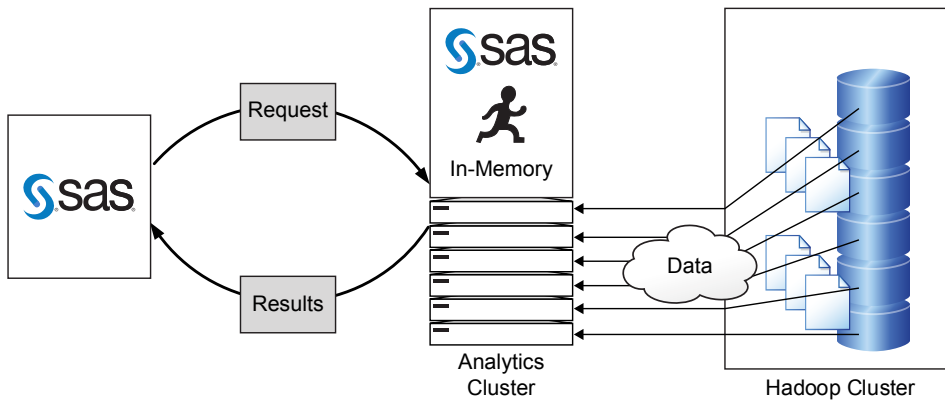 sas
Request
Results
sas
In-Memory
Analytics
Cluster
Data
Hadoop Cluster